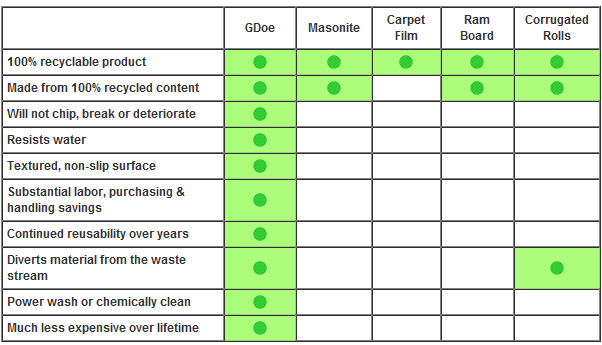 GDoe Masonite Carpet Film Ram Board Corrugated Rolls
100% recyclable product
Made from 100% recycled content
Will not chip, break or deteriorate
Resists water
Textured, non-slip surface
Substantial labor, purchasing &
handling savings
Continued reusability over years
Diverts material from the waste
stream
Power wash or chemically clean
Much less expensive over lifetime